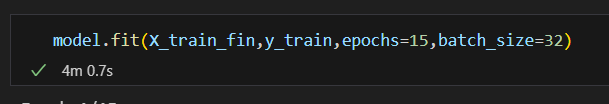 model.fit(X_train_fin,y_train,epochs=15,batch_size=32)
4m 0.7s